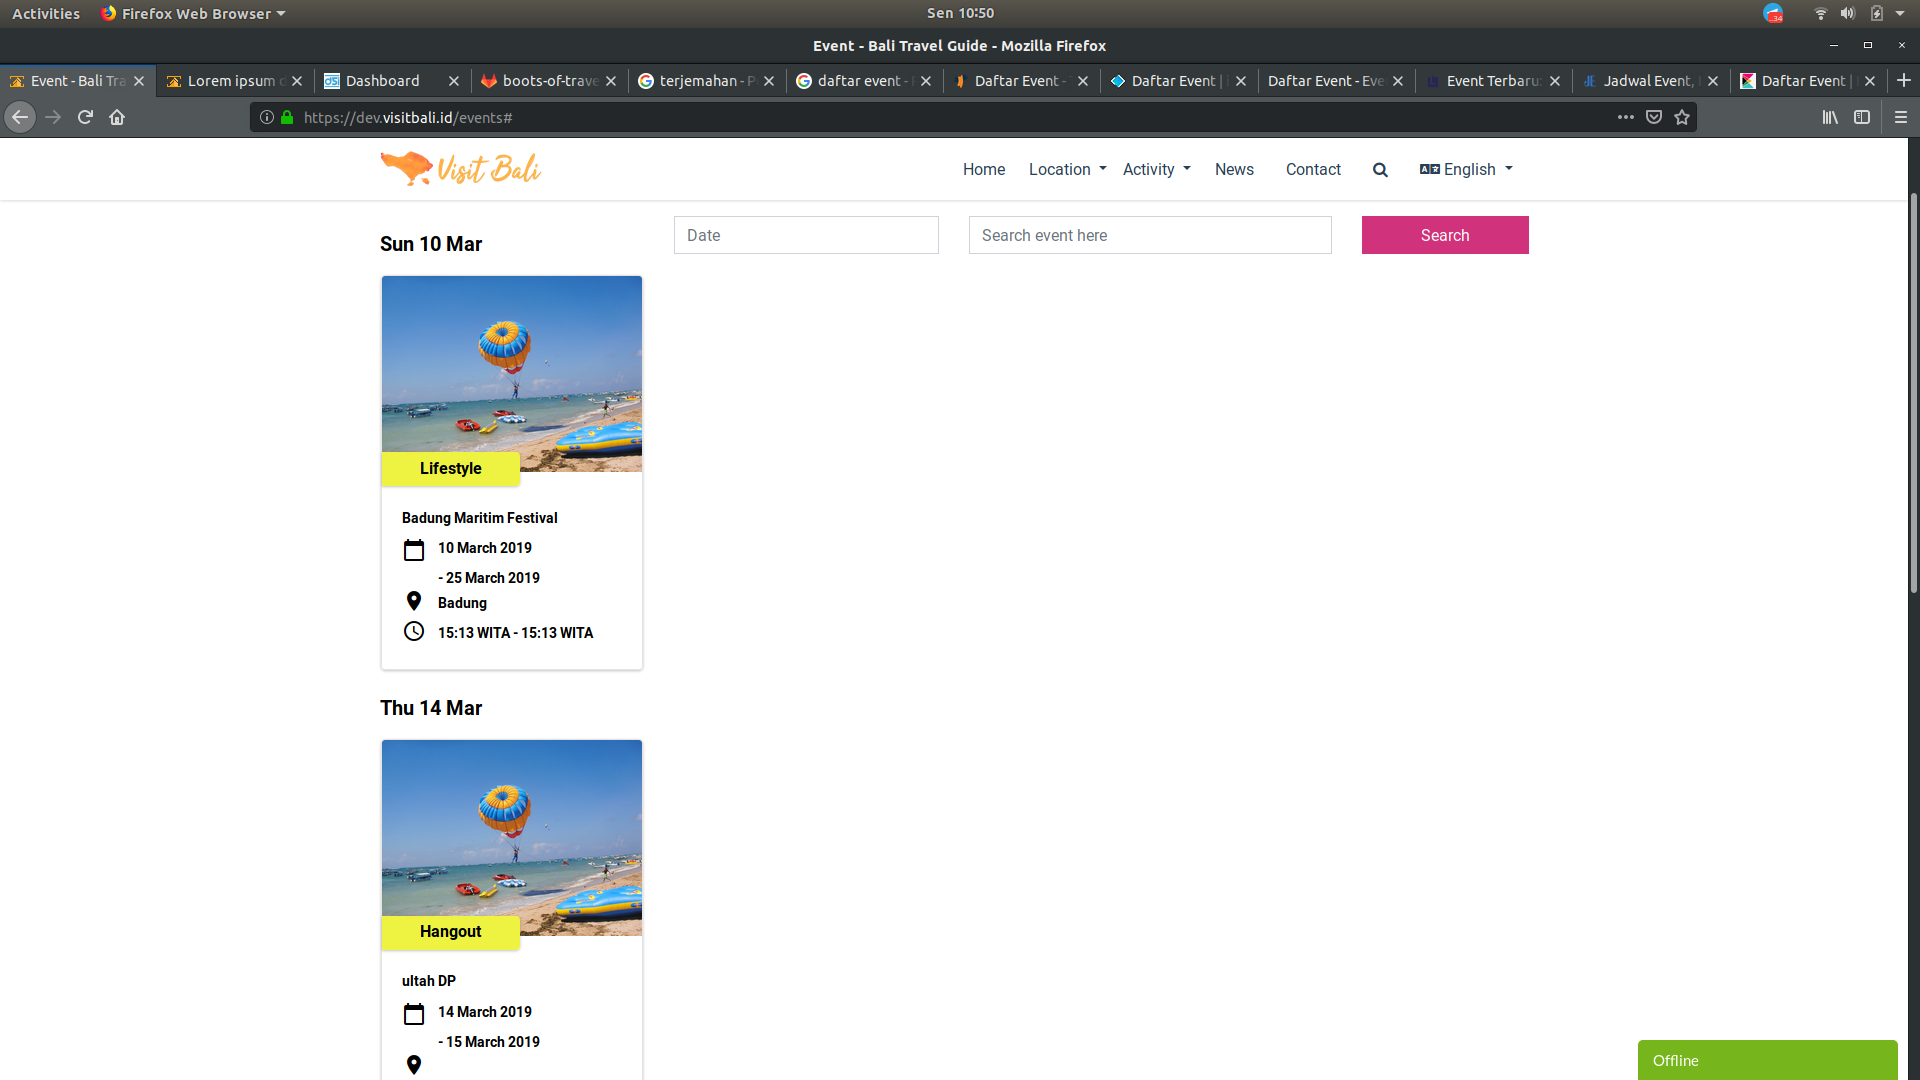 Activities Firefox Web Browser Sen 10:50 34
Event - Bali Travel Guide - Mozilla Firefox
Event - Bali Tra Lorem ipsum d Dashboard boots-of-trave terjemahan - P daftar event - Daftar Event - Daftar Event | Daftar Event - Eve Event Terbaru Jadwal Event, Daftar Event |
https://dev.visitbali.id/events#
Visit Bali Home Location Activity News Contact English
Date Search event here Search
Sun 10 Mar
Lifestyle
Badung Maritim Festival
10 March 2019
- 25 March 2019
Badung
15:13 WITA - 15:13 WITA
Thu 14 Mar
Hangout
ultah DP
14 March 2019
- 15 March 2019
Offline